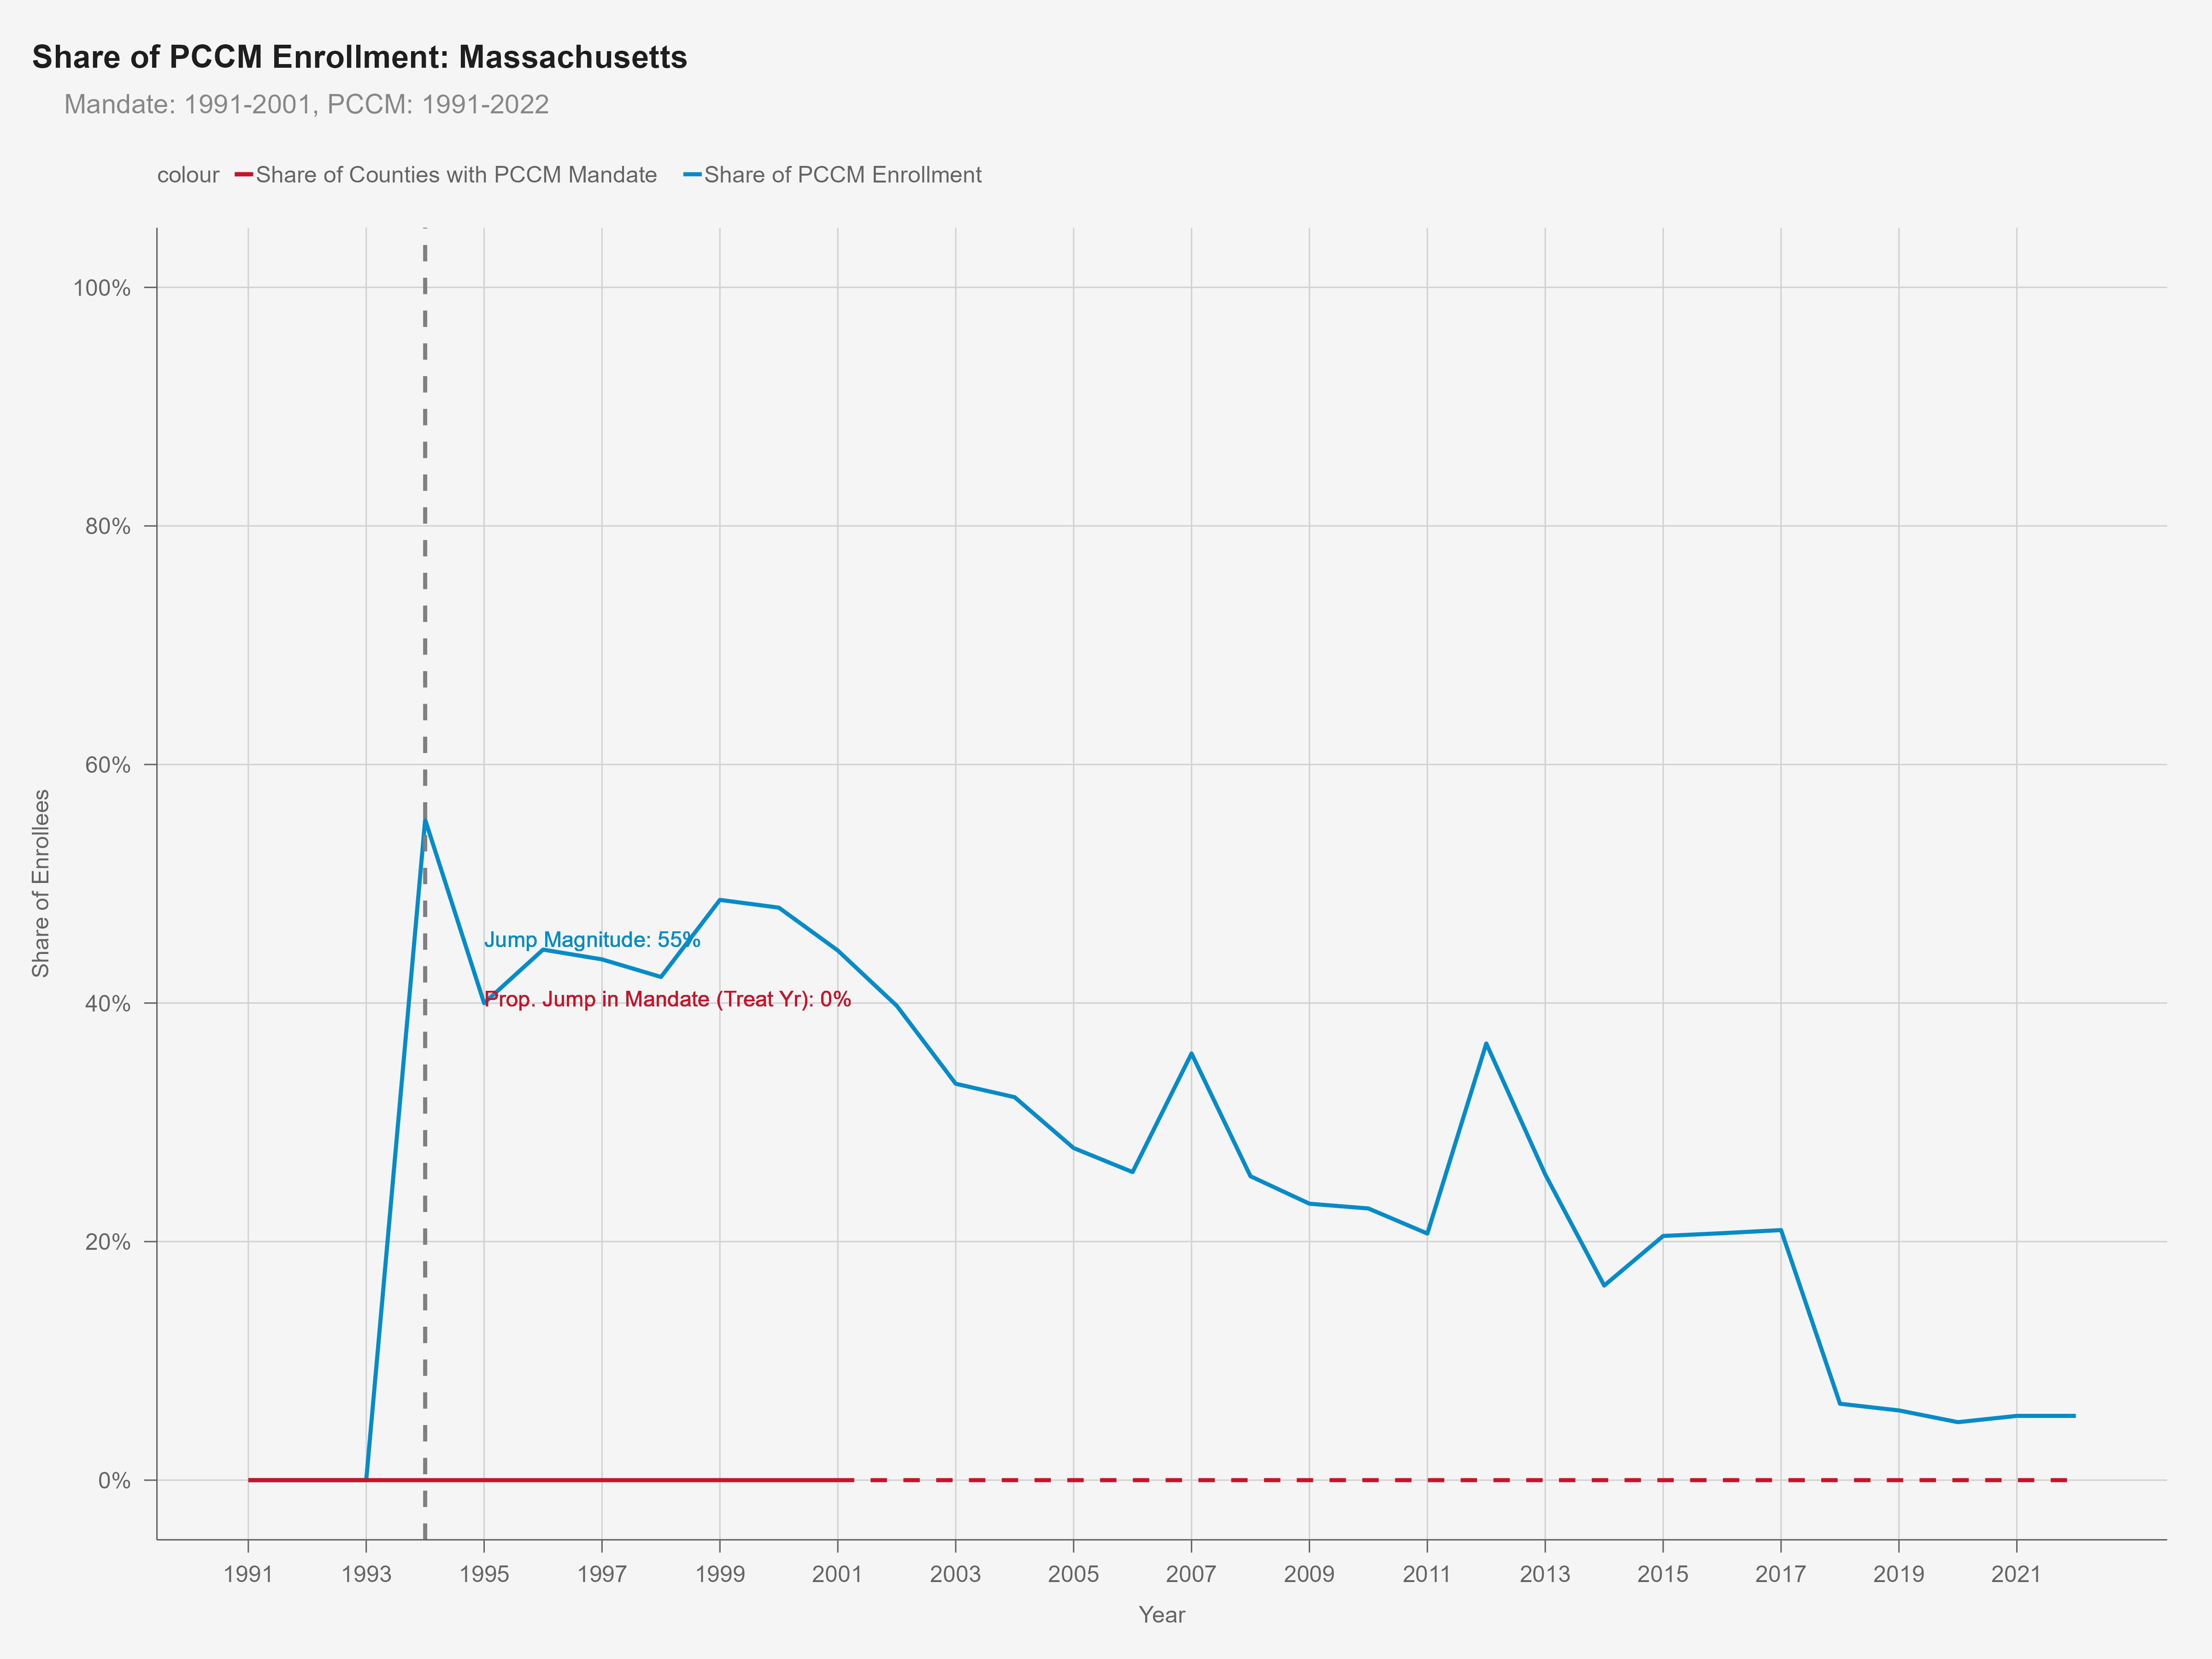 Share of PCCM Enrollment: Massachusetts
Mandate: 1991-2001, PCCM: 1991-2022
colour Share of Counties with PCCM Mandate Share of PCCM Enrollment
100%
80%
60%
40%
20%
0%
Share of Enrollees
Jump Magnitude: 55%
Prop. Jump in Mandate (Treat Yr): 0%
1991 1993 1995 1997 1999 2001 2003 2005 2007 2009 2011 2013 2015 2017 2019 2021
Year